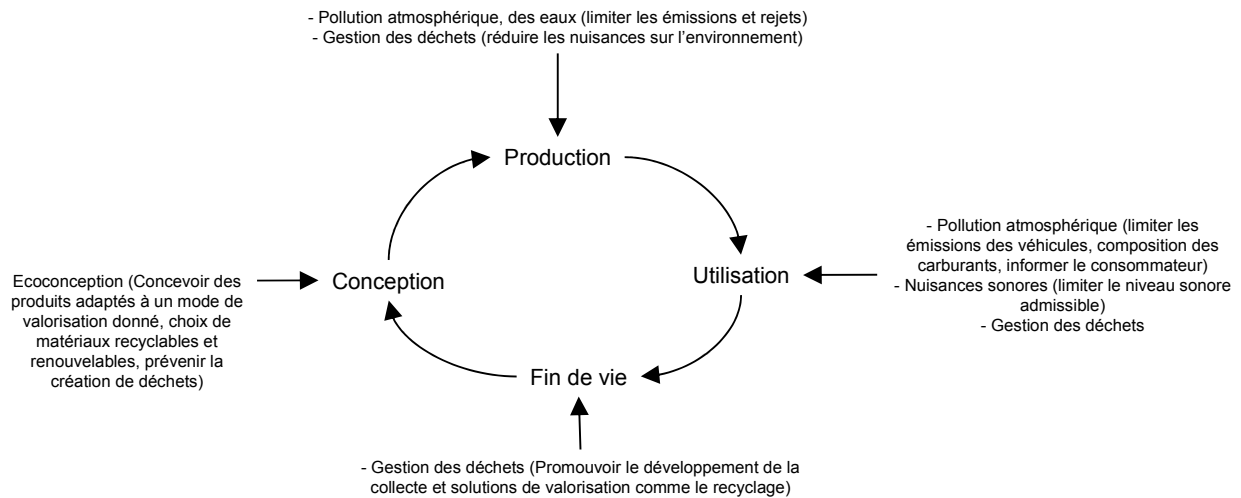 - Pollution atmosphérique, des eaux (limiter les émissions et rejets)
- Gestion des déchets (réduire les nuisances sur l’environnement)
Production
- Pollution atmosphérique (limiter les
émissions des véhicules, composition des
carburants, informer le consommateur)
- Nuisances sonores (limiter le niveau sonore
admissible)
- Gestion des déchets
Utilisation
Ecoconception (Concevoir des
produits adaptés à un mode de
valorisation donné, choix de
matériaux recyclables et
renouvelables, prévenir la
création de déchets)
Conception
Fin de vie
- Gestion des déchets (Promouvoir le développement de la
collecte et solutions de valorisation comme le recyclage)